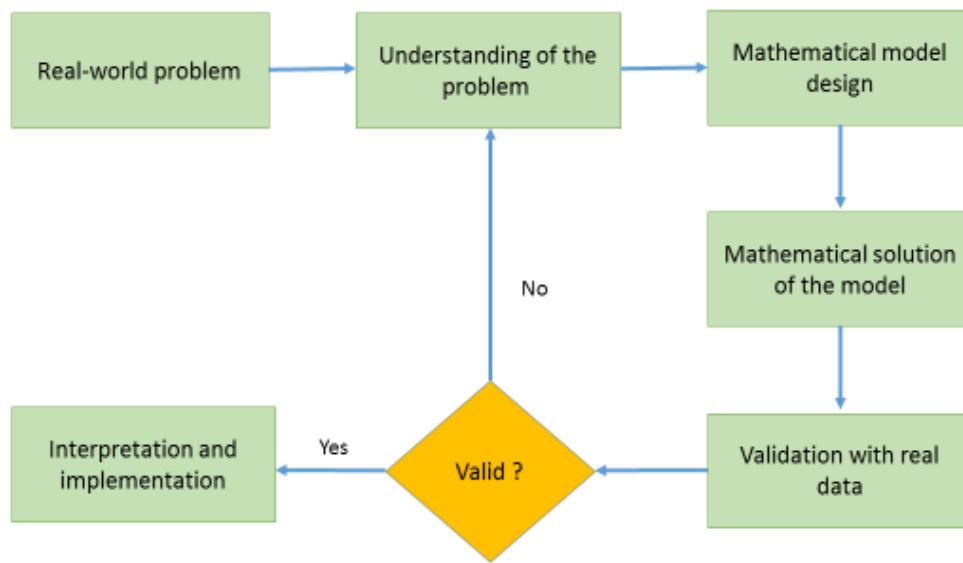 Real-world problem
Understanding of the
problem
Mathematical model
design
Mathematical solution
of the model
No
Validation with real
data
Valid ?
Yes
Interpretation and
implementation